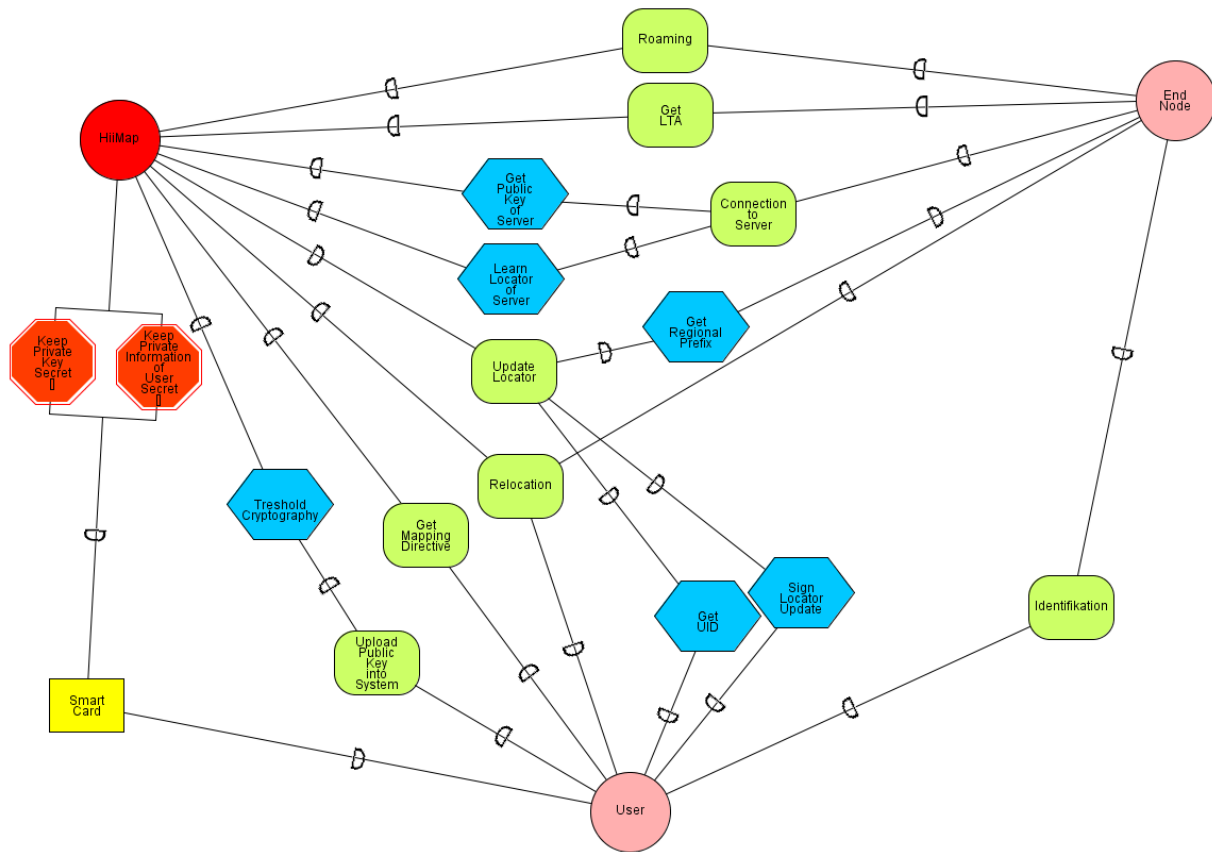 Roaming
End
Node
Get
LTA
HiiMap
Get
Public
Key
of
Server
Connection
to
Server
Learn
Locator
of
Server
Get
Regional
Prefix
Keep
Private
Key
Secret
Keep
Private
Information
of
User
Secret
Update
Locator
Relocation
Treshold
Cryptography
Get
Mapping
Directive
Sign
Locator
Update
Get
UID
Identifikation
Upload
Public
Key
into
System
Smart
Card
User